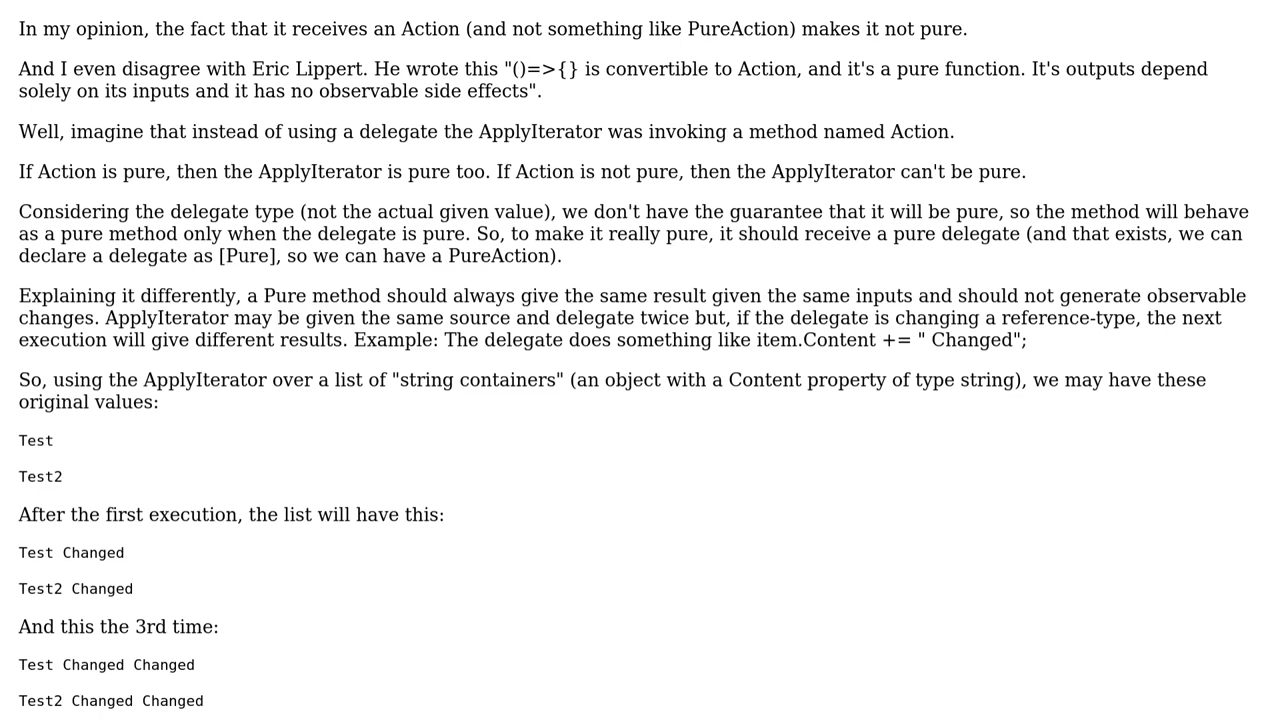 In my opinion, the fact that it receives an Action (and not something like PureAction) makes it not pure.
And I even disagree with Eric Lippert. He wrote this "()=>{} is convertible to Action, and it's a pure function. It's outputs depend
solely on its inputs and it has no observable side effects".
Well, imagine that instead of using a delegate the ApplyIterator was invoking a method named Action.
If Action is pure, then the ApplyIterator is pure too. If Action is not pure, then the ApplyIterator can't be pure.
Considering the delegate type (not the actual given value), we don't have the guarantee that it will be pure, so the method will behave
as a pure method only when the delegate is pure. So, to make it really pure, it should receive a pure delegate (and that exists, we can
declare a delegate as [Pure], so we can have a PureAction).
Explaining it differently, a Pure method should always give the same result given the same inputs and should not generate observable
changes. ApplyIterator may be given the same source and delegate twice but, if the delegate is changing a reference-type, the next
execution will give different results. Example: The delegate does something like item.Content += " Changed";
So, using the ApplyIterator over a list of "string containers" (an object with a Content property of type string), we may have these
original values:
Test
Test2
After the first execution, the list will have this:
Test Changed
Test2 Changed
And this the 3rd time:
Test Changed Changed
Test2 Changed Changed